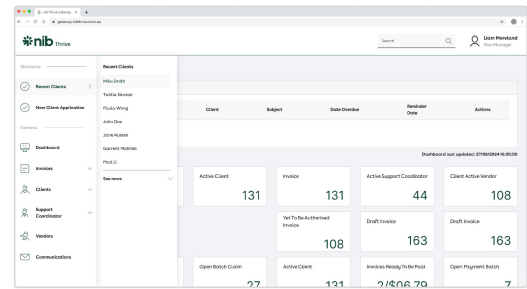 nib Thrive Gateway
gateway.nibthrive.com.au
nib Thrive
Search
Liam Moreland
Plan Manager
Shortcuts
Recent Clients
New Client Application
General
Dashboard
Invoices
Clients
Support
Coordinator
Vendors
Communications
Recent Clients
Mike Smith
Paula Wong
John Doe
Jane Austen
Garrent McBride
Paul Li
See more
Client Subject Date Overdue Reminder Actions
Date
Dashboard Last updated: 27/08/2024 16:30:00
Active Client
131
Invoice
131
Active Support Coordinator
44
Client Active Vendor
108
Yet To Be Authorised
Invoice
108
Draft Invoice
163
Draft Invoice
163
Open Batch Claim
27
Active Client
131
Invoices Ready To Be Paid
2/$06.79
Open Payment Batch
7